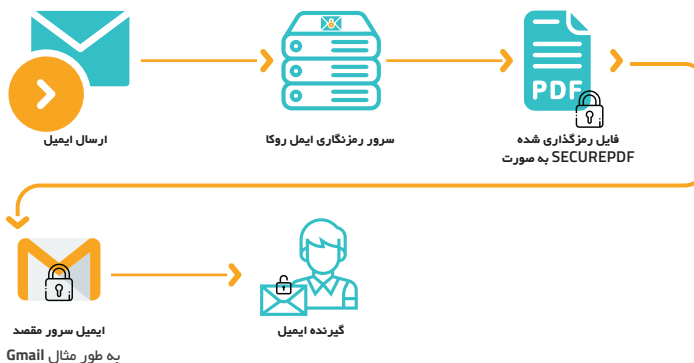 PDF
ارسال ایمیل
سرور رمزنگاری ایمل روکا
فایل رمزگذاری شده
به صورت SECUREPDF
ایمیل سرور مقصد
به طور مثال Gmail
گیرنده ایمیل